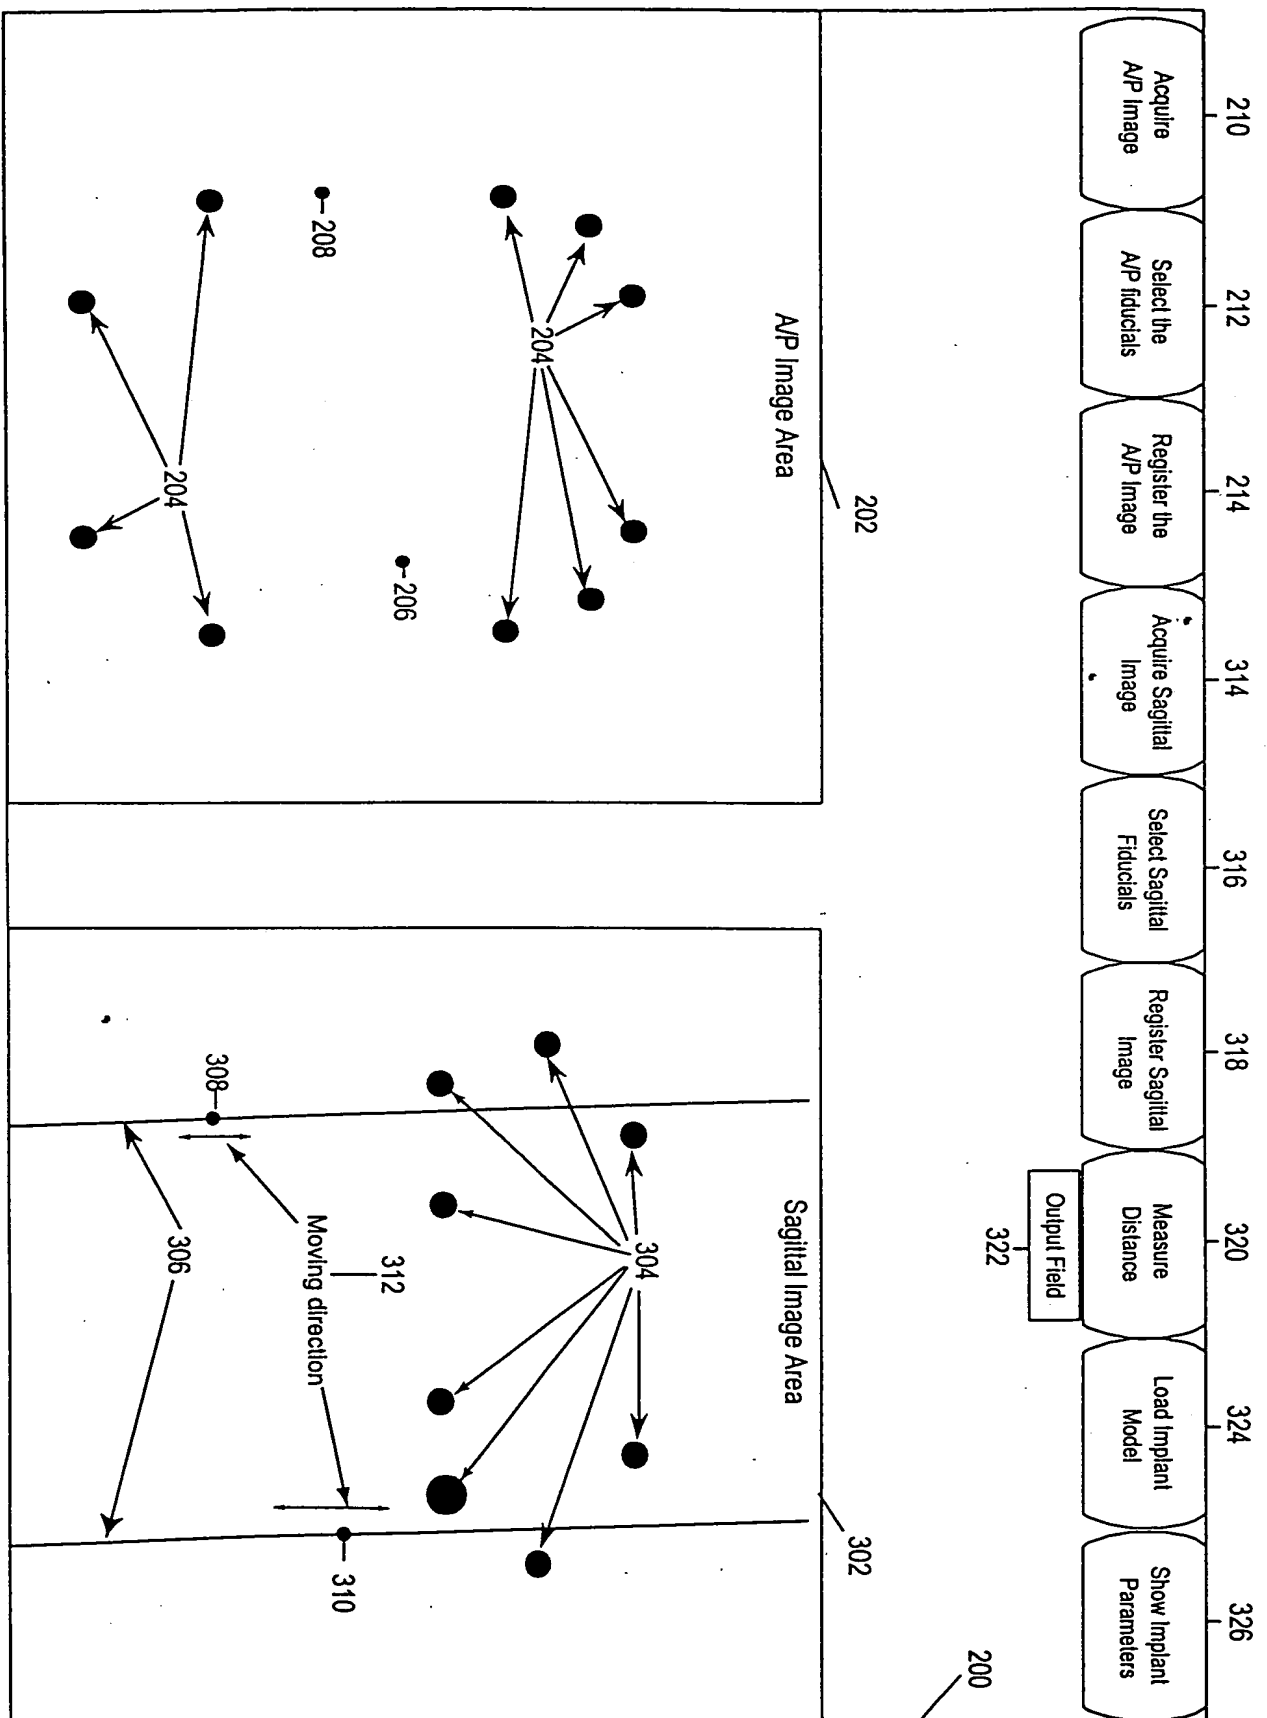 210
212
214
314
316
318
320
324
326
Acquire
A/P Image
Select the
A/P fiducials
Register the
A/P Image
Acquire Sagittal
Image
Select Sagittal
Fiducials
Register Sagittal
Image
Measure
Distance
Load Implant
Model
Show Implant
Parameters
Output Field
322
200
202
302
A/P Image Area
Sagittal Image Area
204
304
206
208
312
Moving direction
310
308
204
306